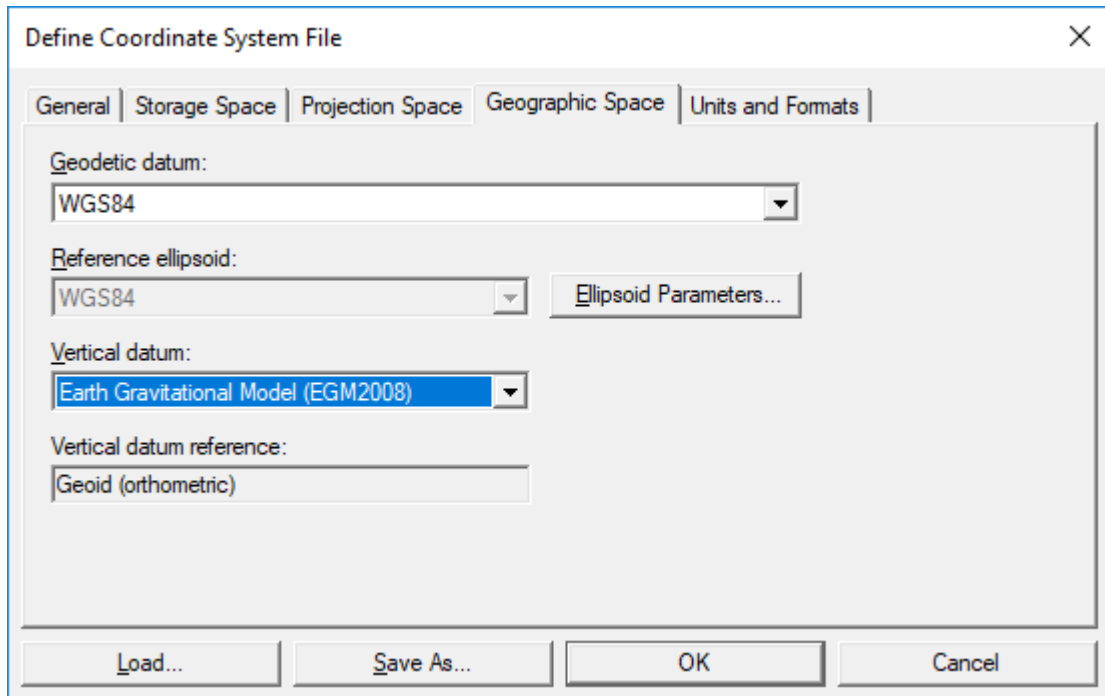 Define Coordinate System File
General Storage Space Projection Space Geographic Space Units and Formats
Geodetic datum:
WGS84
Reference ellipsoid:
WGS84 Ellipsoid Parameters...
Vertical datum:
Earth Gravitational Model (EGM2008)
Vertical datum reference:
Geoid (orthometric)
Load... Save As... OK Cancel